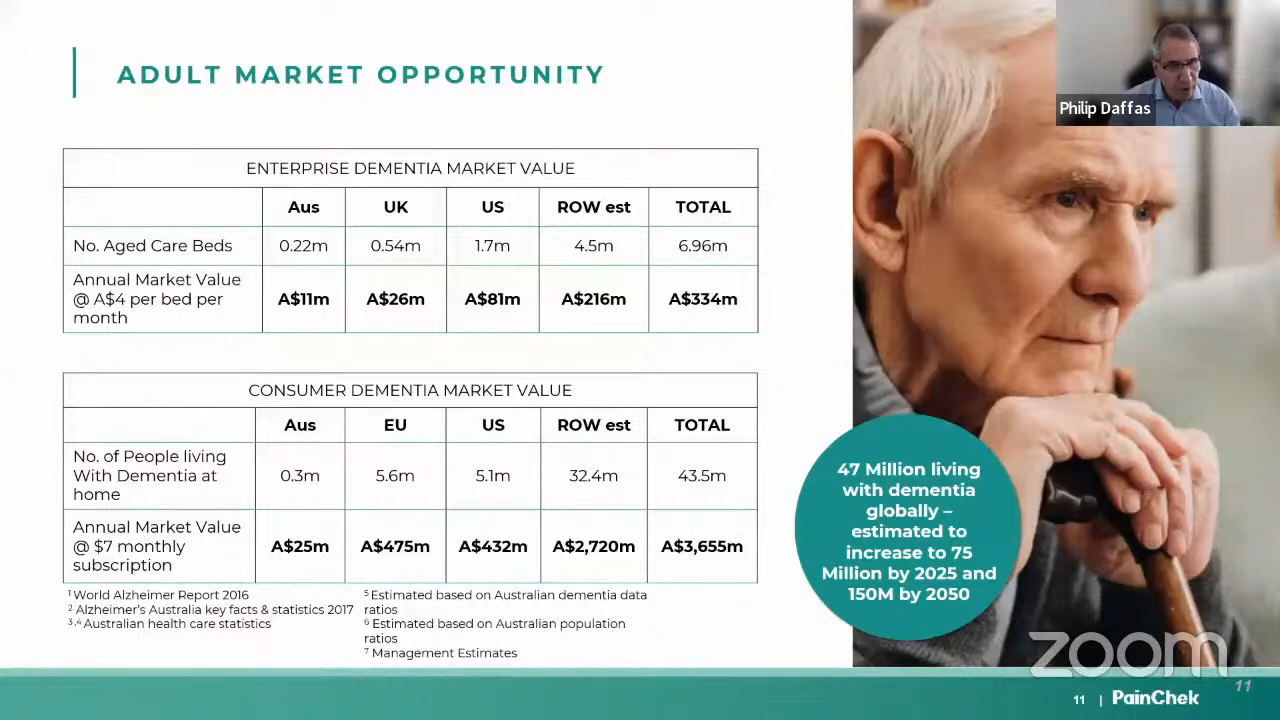 ADULT MARKET OPPORTUNITY
Philip Daffas
ENTERPRISE DEMENTIA MARKET VALUE
Aus UK US ROW est TOTAL
No. Aged Care Beds 0.22m 0.54m 1.7m 4.5m 6.96m
Annual Market Value
@ A$4 per bed per
month
A$11m A$26m A$81m A$216m A$334m
CONSUMER DEMENTIA MARKET VALUE
Aus EU US ROW est TOTAL
No. of People living
With Dementia at
home
0.3m 5.6m 5.1m 32.4m 43.5m
Annual Market Value
@ $7 monthly
subscription
A$25m A$475m A$432m A$2,720m A$3,655m
1 World Alzheimer Report 2016
2 Alzheimer's Australia key facts & statistics 2017
3,4 Australian health care statistics
5 Estimated based on Australian dementia data
ratios
6 Estimated based on Australian population
ratios
7 Management Estimates
47 Million living
with dementia
globally –
estimated to
increase to 75
Million by 2025 and
150M by 2050
zoom
11 | PainChek
11